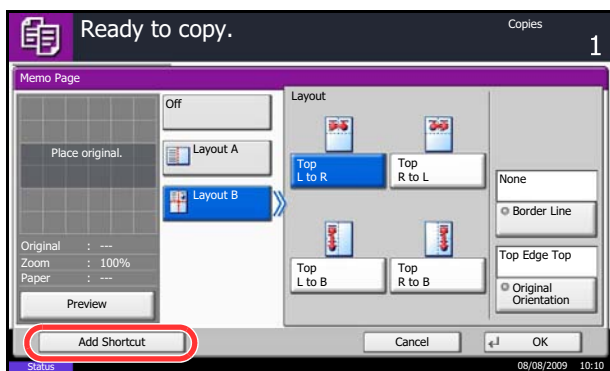 Ready to copy.
Copies
1
Memo Page
Place original.
Original : ---
Zoom : 100%
Paper : ---
Preview
Off
Layout A
Layout B
Layout
Top
L to R
Top
R to L
Top
L to B
Top
R to B
None
Border Line
Top Edge Top
Original
Orientation
Add Shortcut
Cancel
OK
Status
08/08/2009 10:10